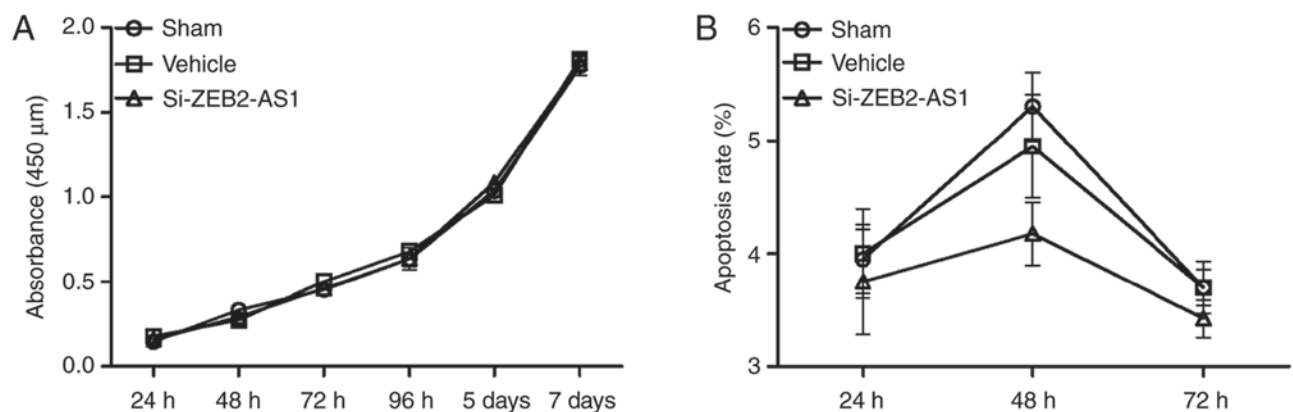 A
Sham
Vehicle
Si-ZEB2-AS1
Absorbance (450 μm)
2.0
1.5
1.0
0.5
0.0
24 h 48 h 72 h 96 h 5 days 7 days
B
Sham
Vehicle
Si-ZEB2-AS1
Apoptosis rate (%)
6
5
4
3
24 h 48 h 72 h